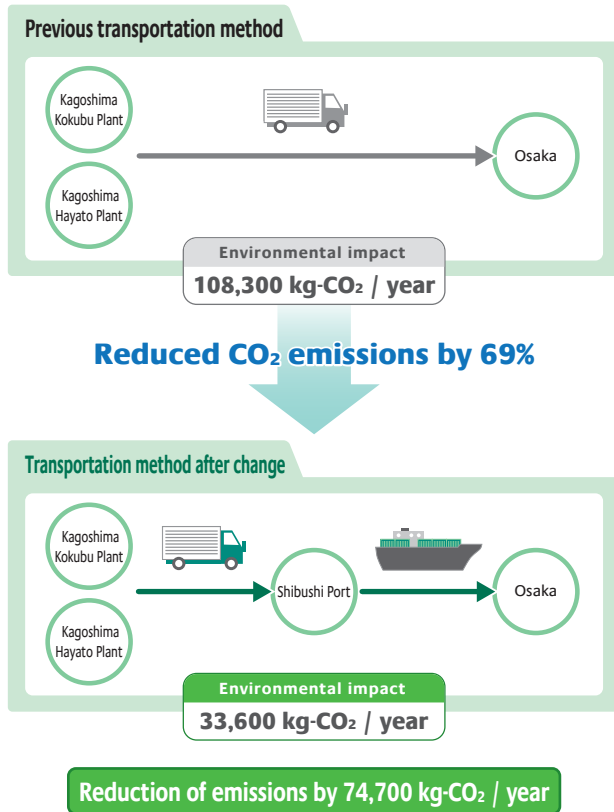 Previous transportation method
Kagoshima
Kokubu Plant
Kagoshima
Hayato Plant
Osaka
Environmental impact
108,300 kg-CO₂ / year
Reduced CO₂ emissions by 69%
Transportation method after change
Kagoshima
Kokubu Plant
Kagoshima
Hayato Plant
Shibushi Port
Osaka
Environmental impact
33,600 kg-CO₂ / year
Reduction of emissions by 74,700 kg-CO₂ / year